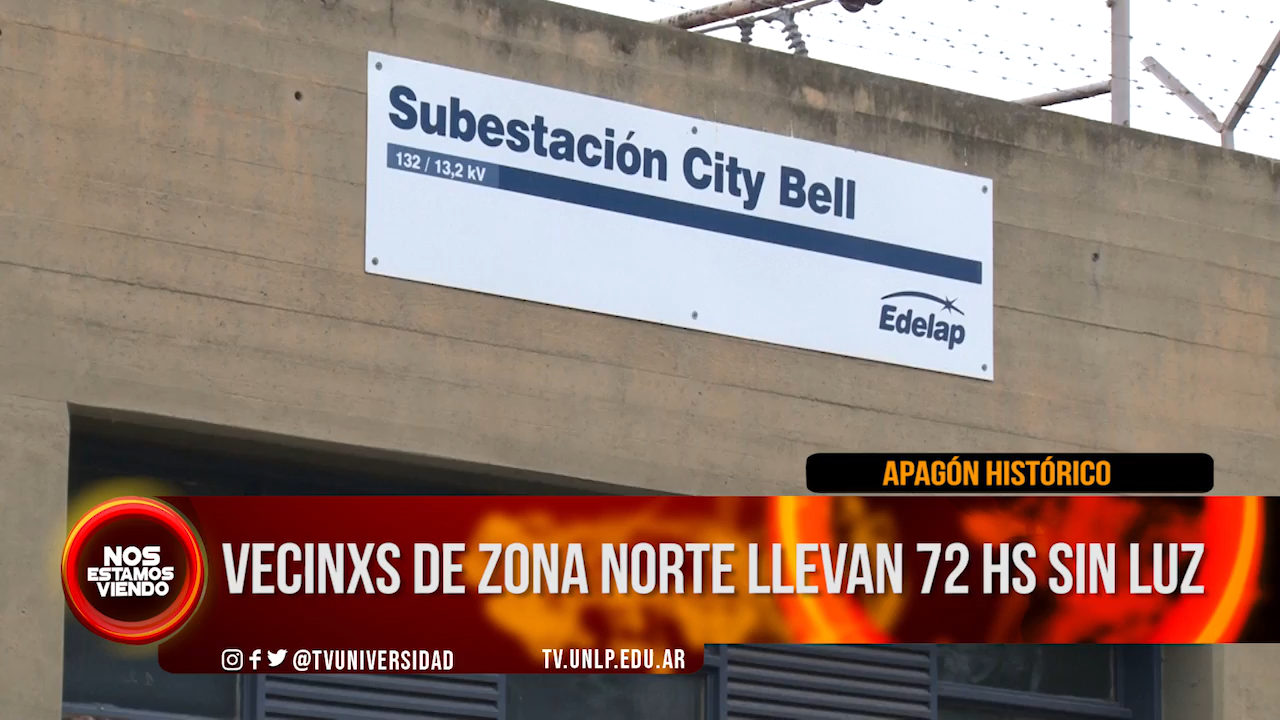 Subestación City Bell
132 / 13,2 kV
Edelap
APAGÓN HISTÓRICO
NOS
ESTAMOS
VIENDO
VECINXS DE ZONA NORTE LLEVAN 72 HS SIN LUZ
@TVUNIVERSIDAD
TV.UNLP.EDU.AR